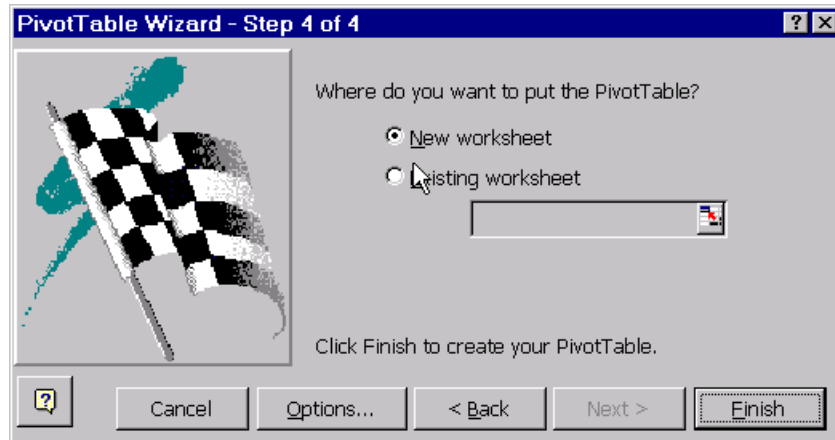 PivotTable Wizard - Step 4 of 4
Where do you want to put the PivotTable?
New worksheet
Existing worksheet
Click Finish to create your PivotTable.
Cancel Options... < Back Next > Finish